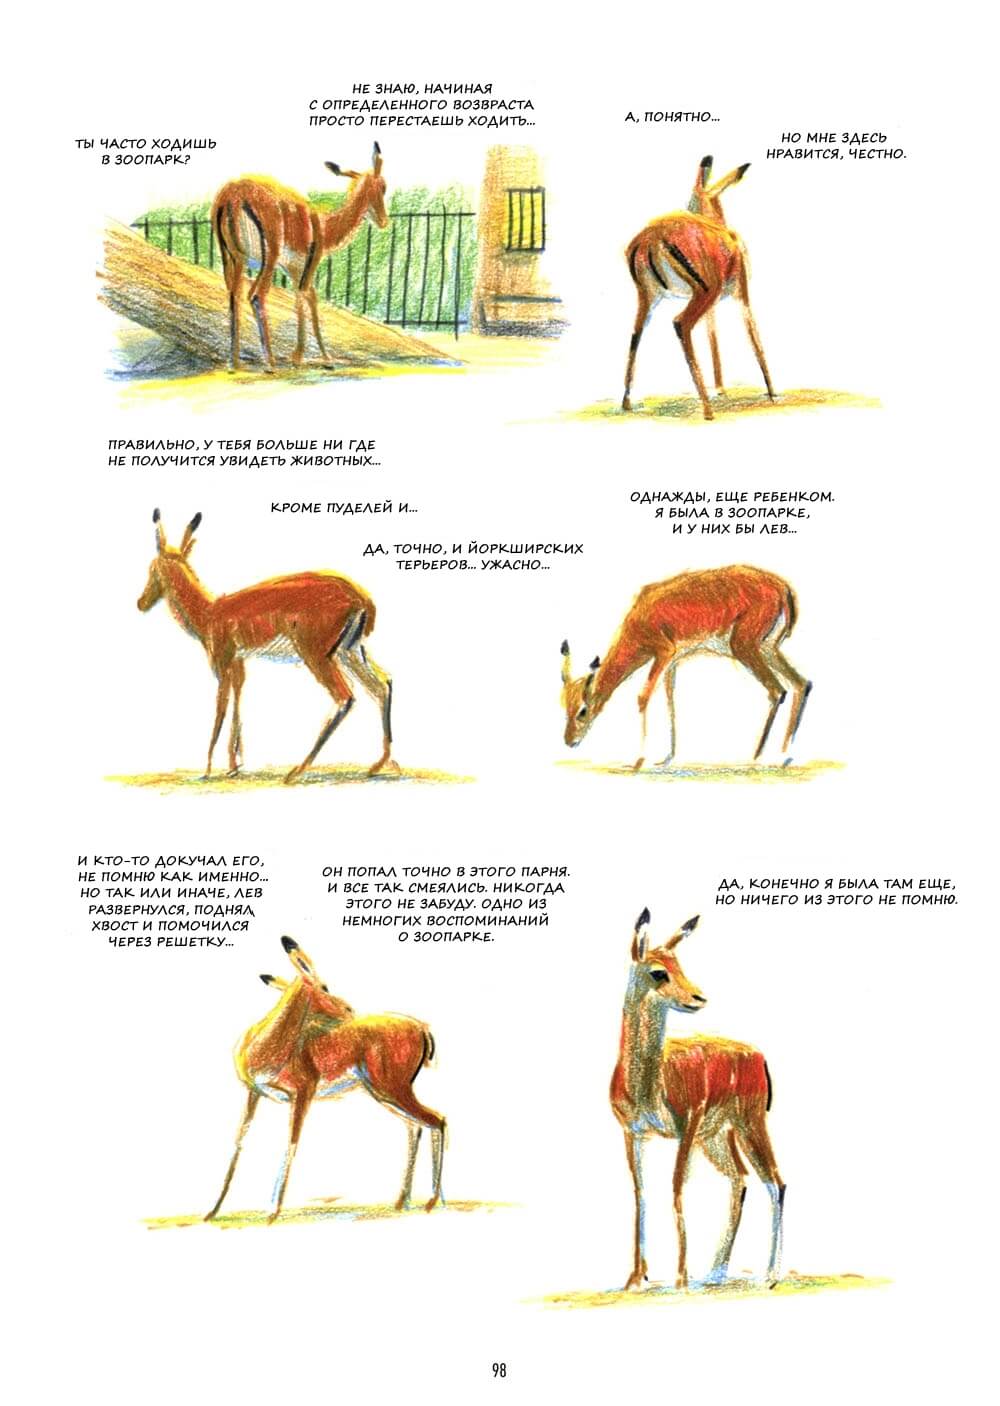 ТЫ ЧАСТО ХОДИШЬ
В ЗООПАРК?
НЕ ЗНАЮ, НАЧИНАЯ
С ОПРЕДЕЛЕННОГО ВОЗВРАСТА
ПРОСТО ПЕРЕСТАЕШЬ ХОДИТЬ...
А, ПОНЯТНО...
НО МНЕ ЗДЕСЬ
НРАВИТСЯ, ЧЕСТНО.
ПРАВИЛЬНО, У ТЕБЯ БОЛЬШЕ НИ ГДЕ
НЕ ПОЛУЧИТСЯ УВИДЕТЬ ЖИВОТНЫХ...
КРОМЕ ПУДЕЛЕЙ И...
ДА, ТОЧНО, И ЙОРКШИРСКИХ
ТЕРЬЕРОВ... УЖАСНО...
ОДНАЖДЫ, ЕЩЕ РЕБЕНКОМ.
Я БЫЛА В ЗООПАРКЕ,
И У НИХ БЫ ЛЕВ...
И КТО-ТО ДОКУЧАЛ ЕГО,
НЕ ПОМНЮ КАК ИМЕННО...
НО ТАК ИЛИ ИНАЧЕ, ЛЕВ
РАЗВЕРНУЛСЯ, ПОДНЯЛ,
ХВОСТ И ПОМОЧИЛСЯ
ЧЕРЕЗ РЕШЕТКУ...
ОН ПОПАЛ ТОЧНО В ЭТОГО ПАРНЯ.
И ВСЕ ТАК СМЕЯЛИСЬ. НИКОГДА
ЭТОГО НЕ ЗАБУДУ. ОДНО ИЗ
НЕМНОГИХ ВОСПОМИНАНИЙ
О ЗООПАРКЕ.
ДА, КОНЕЧНО Я БЫЛА ТАМ ЕЩЕ,
НО НИЧЕГО ИЗ ЭТОГО НЕ ПОМНЮ.
98